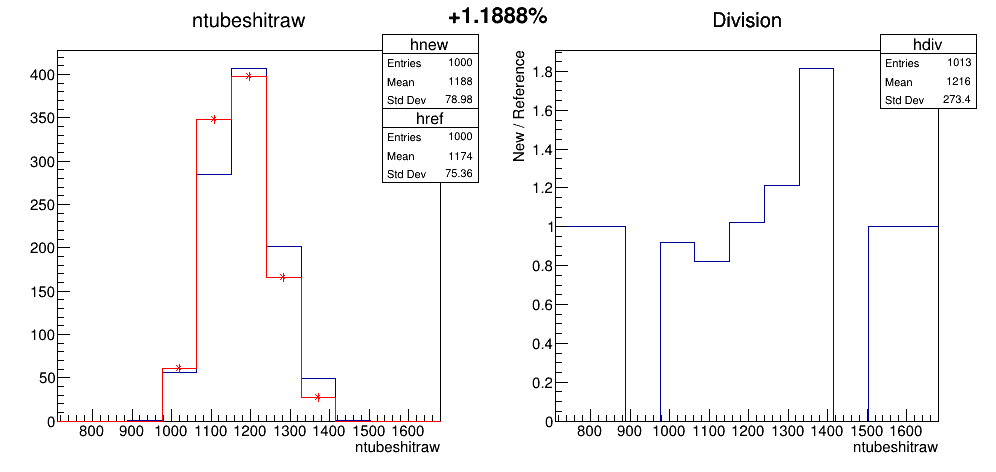 +1.1888%
ntubeshitraw
hnew
Entries 1000
Mean 1188
Std Dev 78.98
href
Entries 1000
Mean 1174
Std Dev 75.36
400
350
300
250
200
150
100
50
0
800 900 1000 1100 1200 1300 1400 1500 1600
ntubeshitraw
Division
hdiv
Entries 1013
Mean 1216
Std Dev 273.4
New / Reference
1.8
1.6
1.4
1.2
1
0.8
0.6
0.4
0.2
0
800 900 1000 1100 1200 1300 1400 1500 1600
ntubeshitraw